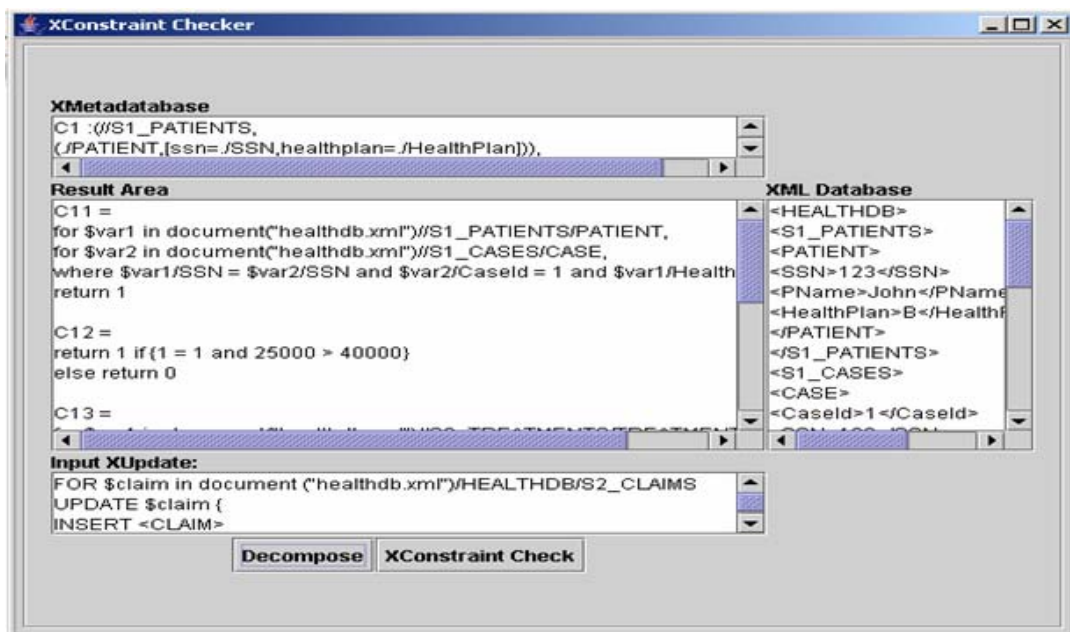 XConstraint Checker
XMetadatabase
C1 :(//S1_PATIENTS,
(./PATIENT,[ssn=./SSN,healthplan=./HealthPlan])),
Result Area
C11 =
for $var1 in document("healthdb.xml")//S1_PATIENTS/PATIENT,
for $var2 in document("healthdb.xml")//S1_CASES/CASE,
where $var1/SSN = $var2/SSN and $var2/CaseId = 1 and $var1/Health
return 1
C12 =
return 1 if {1 = 1 and 25000 > 40000}
else return 0
C13 =
XML Database
<HEALTHDB>
<S1_PATIENTS>
<PATIENT>
<SSN>123</SSN>
<PName>John</PName
<HealthPlan>B</Health
</PATIENT>
</S1_PATIENTS>
<S1_CASES>
<CASE>
<CaseId>1</CaseId>
Input XUpdate:
FOR $claim in document ("healthdb.xml")/HEALTHDB/S2_CLAIMS
UPDATE $claim {
INSERT <CLAIM>
Decompose XConstraint Check